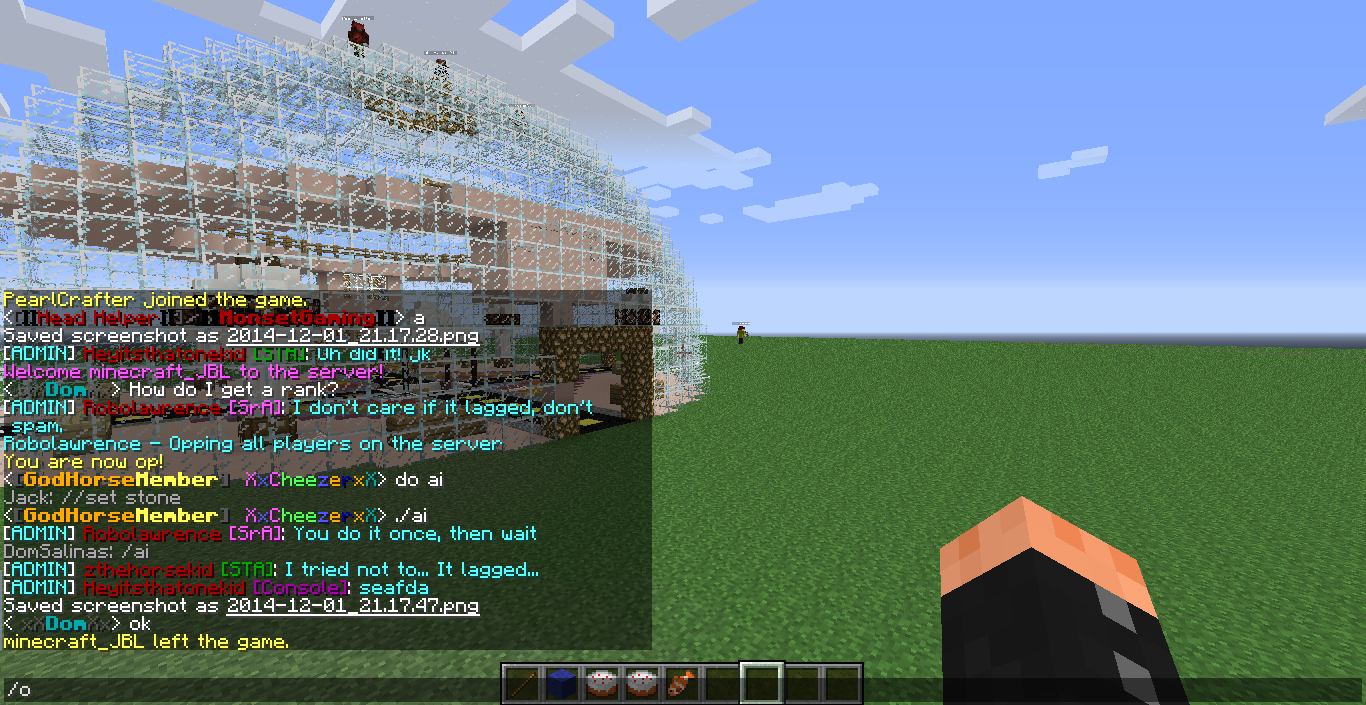 PearlCrafter joined the game.
Head Helper HonsetGaming > a
Saved screenshot as 2014-12-01_21.17.28.png
[ADMIN] Heyitsthatonekid [STA]: Uh did it! jk
Welcome minecraft_JBL to the server!
< Dom > How do I get a rank?
[ADMIN] Robolawrence [SrA]: I don't care if it lagged, don't
spam.
Robolawrence - Opping all players on the server
You are now op!
<[GodHorseMember] XxCheezerxX> do ai
Jack: //set stone
<[GodHorseMember] XxCheezerxX> ./ai
[ADMIN] Robolawrence [SrA]: You do it once, then wait
DomSalinas: /ai
[ADMIN] zthehorsekid [STA]: I tried not to... It lagged...
[ADMIN] Heyitsthatonekid [Console]: seafda
Saved screenshot as 2014-12-01_21.17.47.png
< xXDomXx> ok
minecraft_JBL left the game.
/o